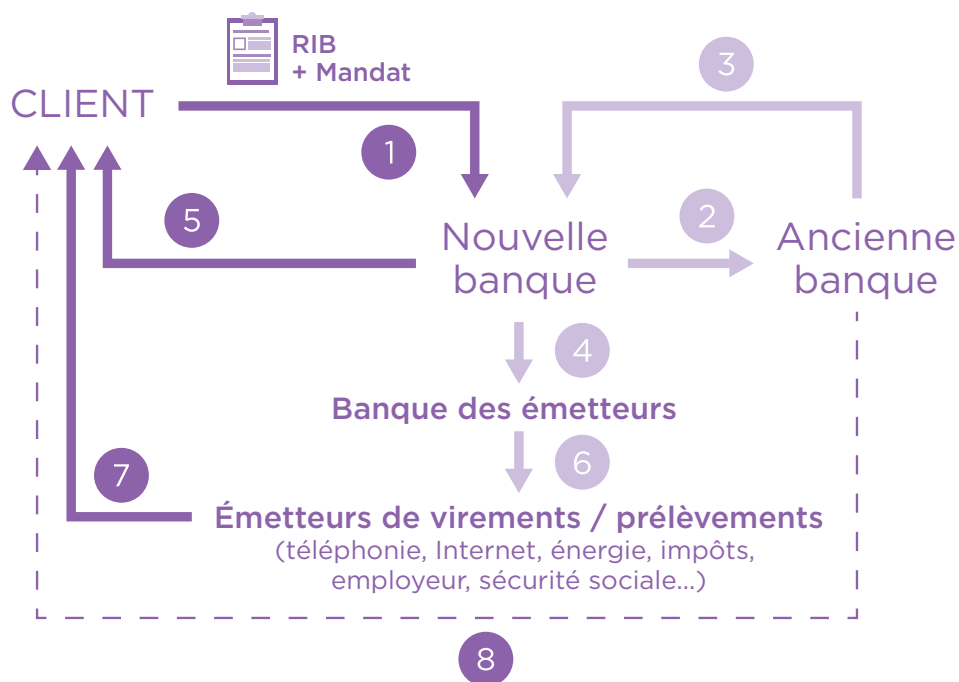 RIB
+ Mandat
3
CLIENT
1
5
2
Nouvelle
banque
Ancienne
banque
4
Banque des émetteurs
6
7
Émetteurs de virements / prélèvements
(téléphonie, Internet, énergie, impôts,
employeur, sécurité sociale...)
8